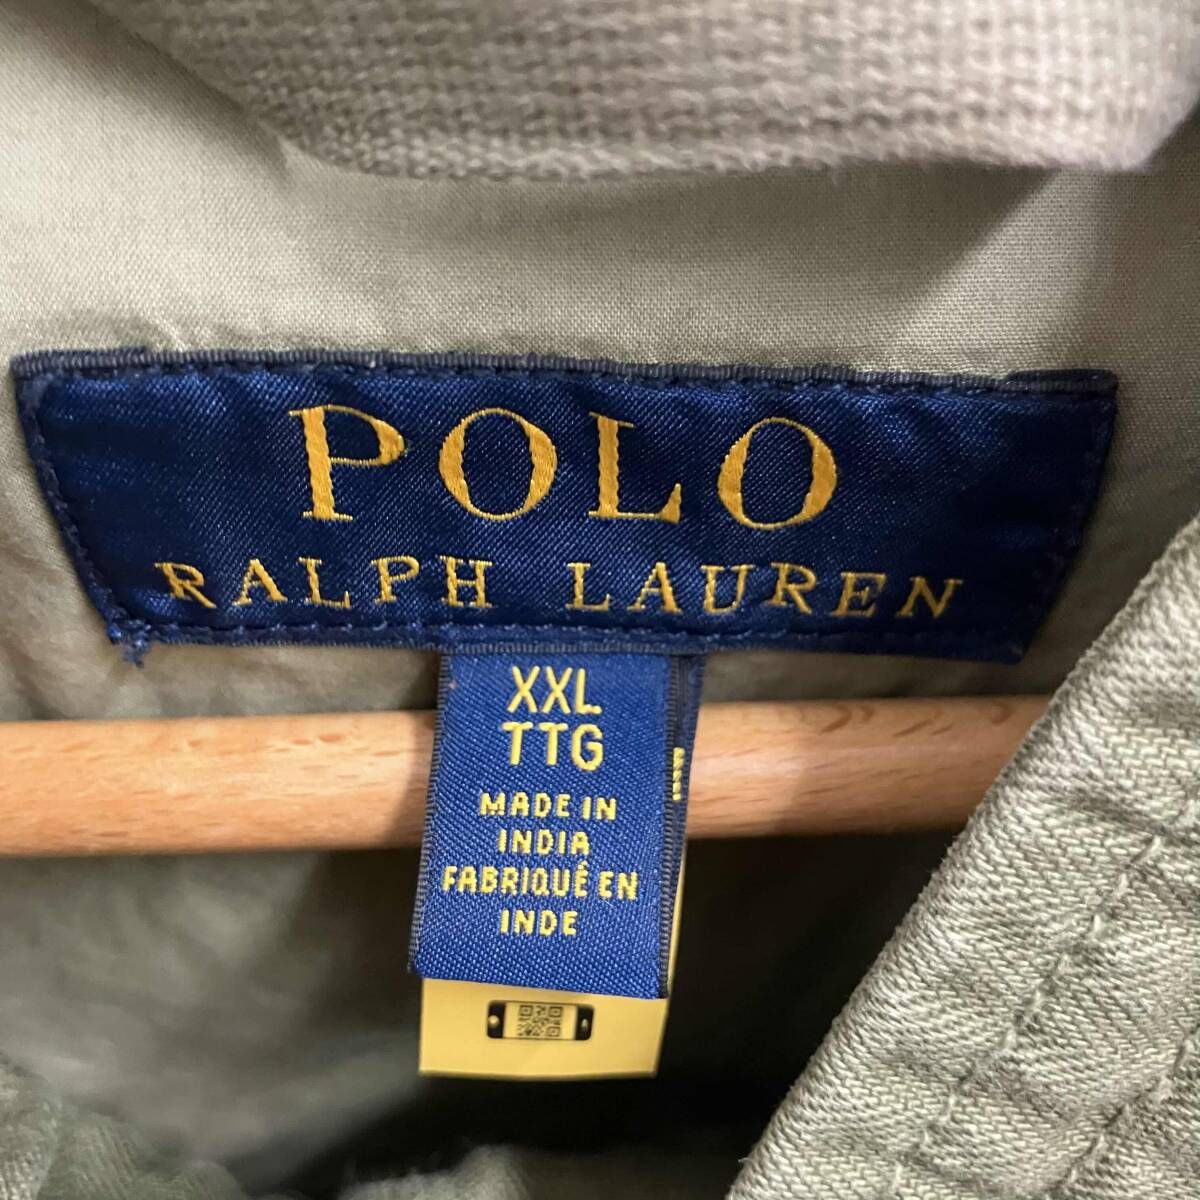 POLO
RALPH LAUREN
XXL
TTG
MADE IN
INDIA
FABRIQUÉ EN
INDE